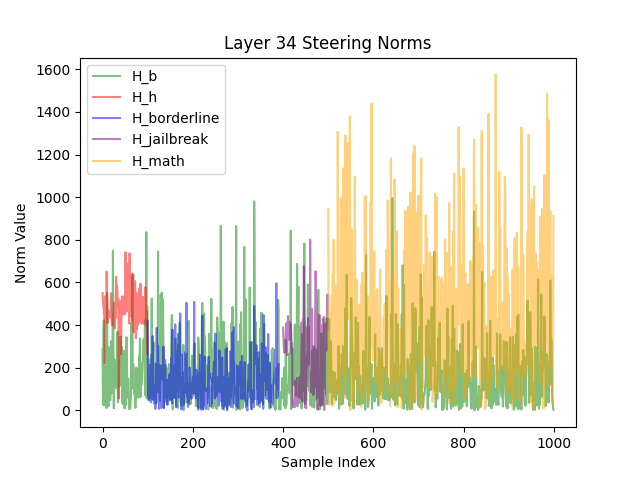 Layer 34 Steering Norms
Norm Value
1600
1400
1200
1000
800
600
400
200
0
H_b
H_h
H_borderline
H_jailbreak
H_math
0 200 400 600 800 1000
Sample Index